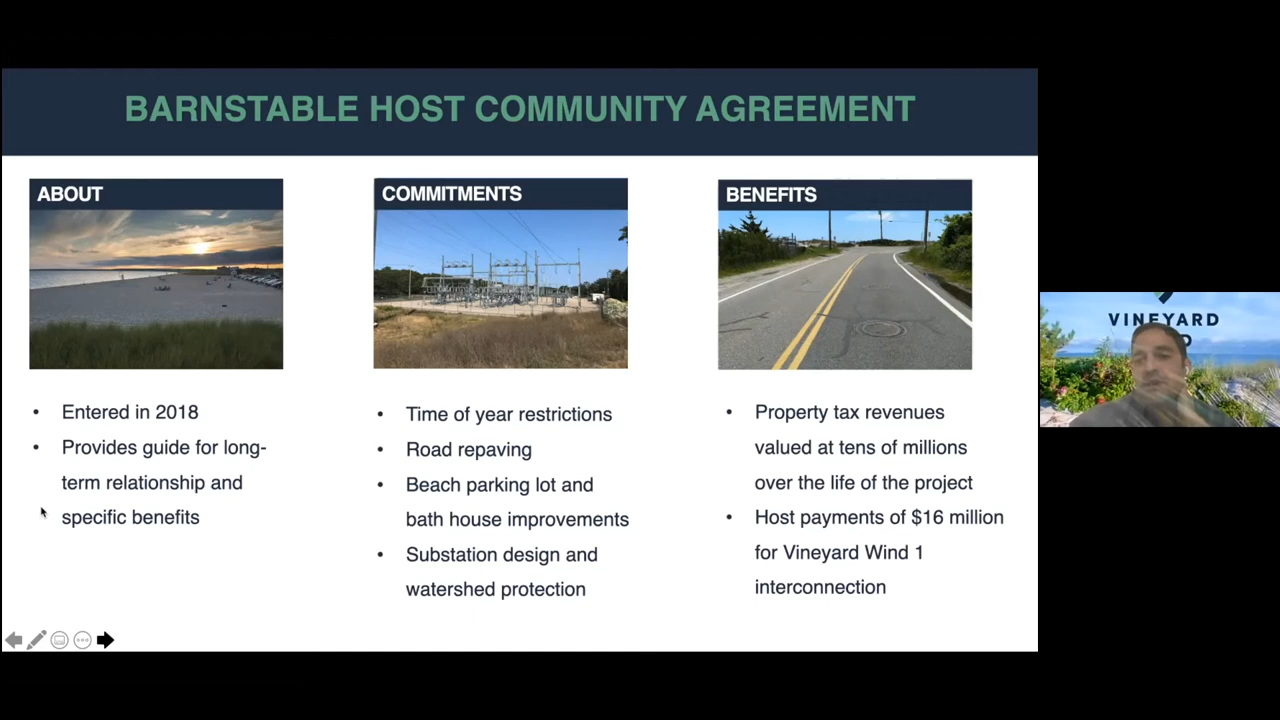 BARNSTABLE HOST COMMUNITY AGREEMENT
ABOUT
• Entered in 2018
• Provides guide for long-
term relationship and
specific benefits
COMMITMENTS
• Time of year restrictions
• Road repaving
• Beach parking lot and
bath house improvements
• Substation design and
watershed protection
BENEFITS
• Property tax revenues
valued at tens of millions
over the life of the project
• Host payments of $16 million
for Vineyard Wind 1
interconnection
VINEYARD